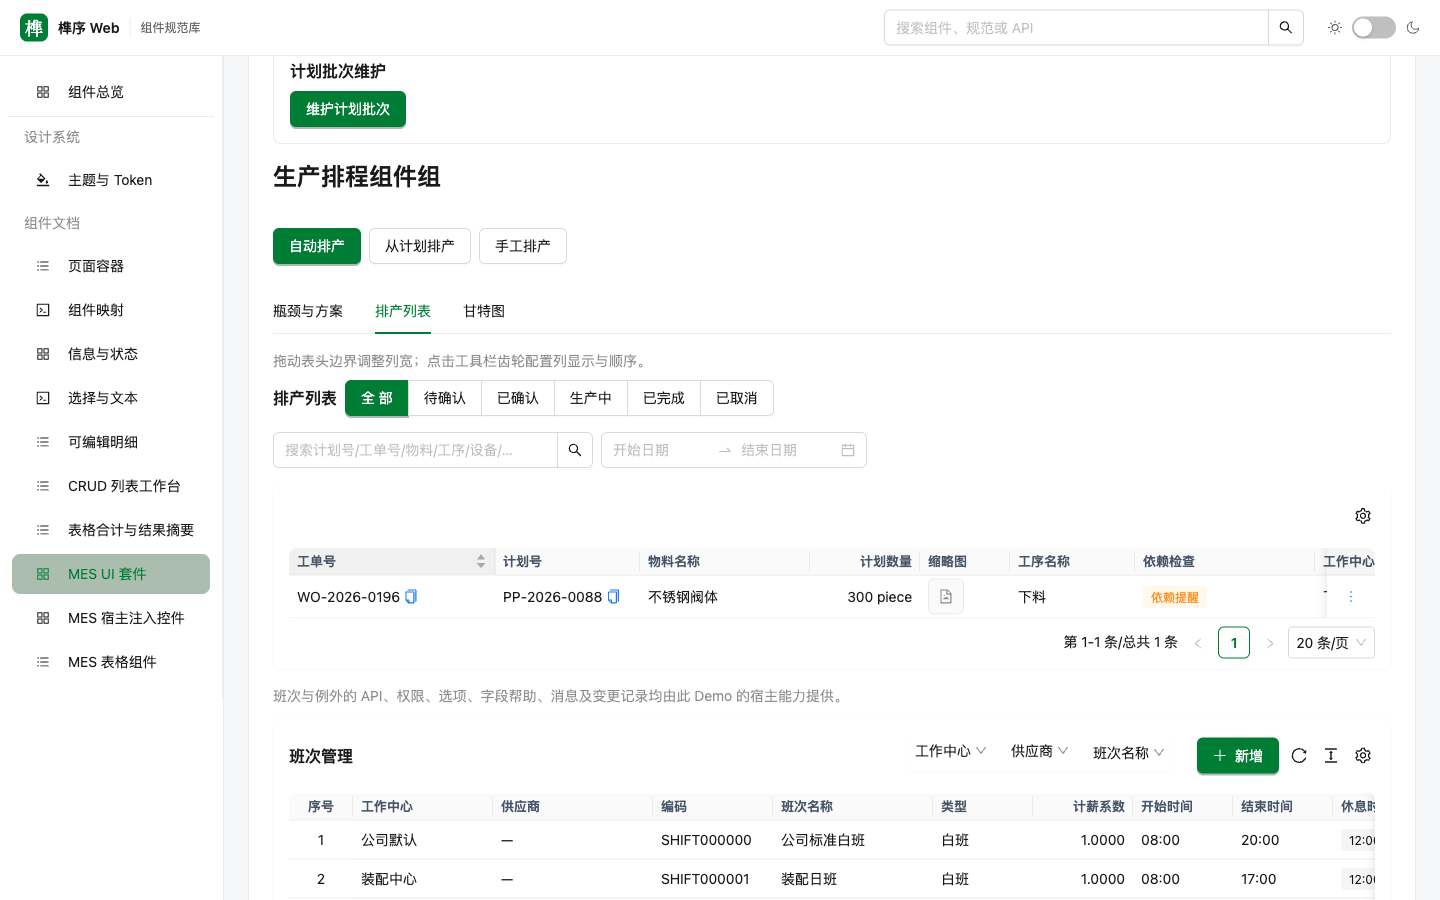 榫 榫序 Web 组件规范库 搜索组件、规范或 API
组件总览
设计系统
主题与 Token
组件文档
页面容器
组件映射
信息与状态
选择与文本
可编辑明细
CRUD 列表工作台
表格合计与结果摘要
MES UI 套件
MES 宿主注入控件
MES 表格组件
计划批次维护
维护计划批次
生产排程组件组
自动排产 从计划排产 手工排产
瓶颈与方案 排产列表 甘特图
拖动表头边界调整列宽；点击工具栏齿轮配置列显示与顺序。
排产列表 全 部 待确认 已确认 生产中 已完成 已取消
搜索计划号/工单号/物料/工序/设备/... 开始日期 结束日期
工单号 计划号 物料名称 计划数量 缩略图 工序名称 依赖检查 工作中心
WO-2026-0196 PP-2026-0088 不锈钢阀体 300 piece 下料 依赖提醒
第 1-1 条/总共 1 条 1 20 条/页
班次与例外的 API、权限、选项、字段帮助、消息及变更记录均由此 Demo 的宿主能力提供。
班次管理 工作中心 供应商 班次名称 新增
序号 工作中心 供应商 编码 班次名称 类型 计薪系数 开始时间 结束时间 休息时
1 公司默认 — SHIFT000000 公司标准白班 白班 1.0000 08:00 20:00 12:00
2 装配中心 — SHIFT000001 装配日班 白班 1.0000 08:00 17:00 12:00